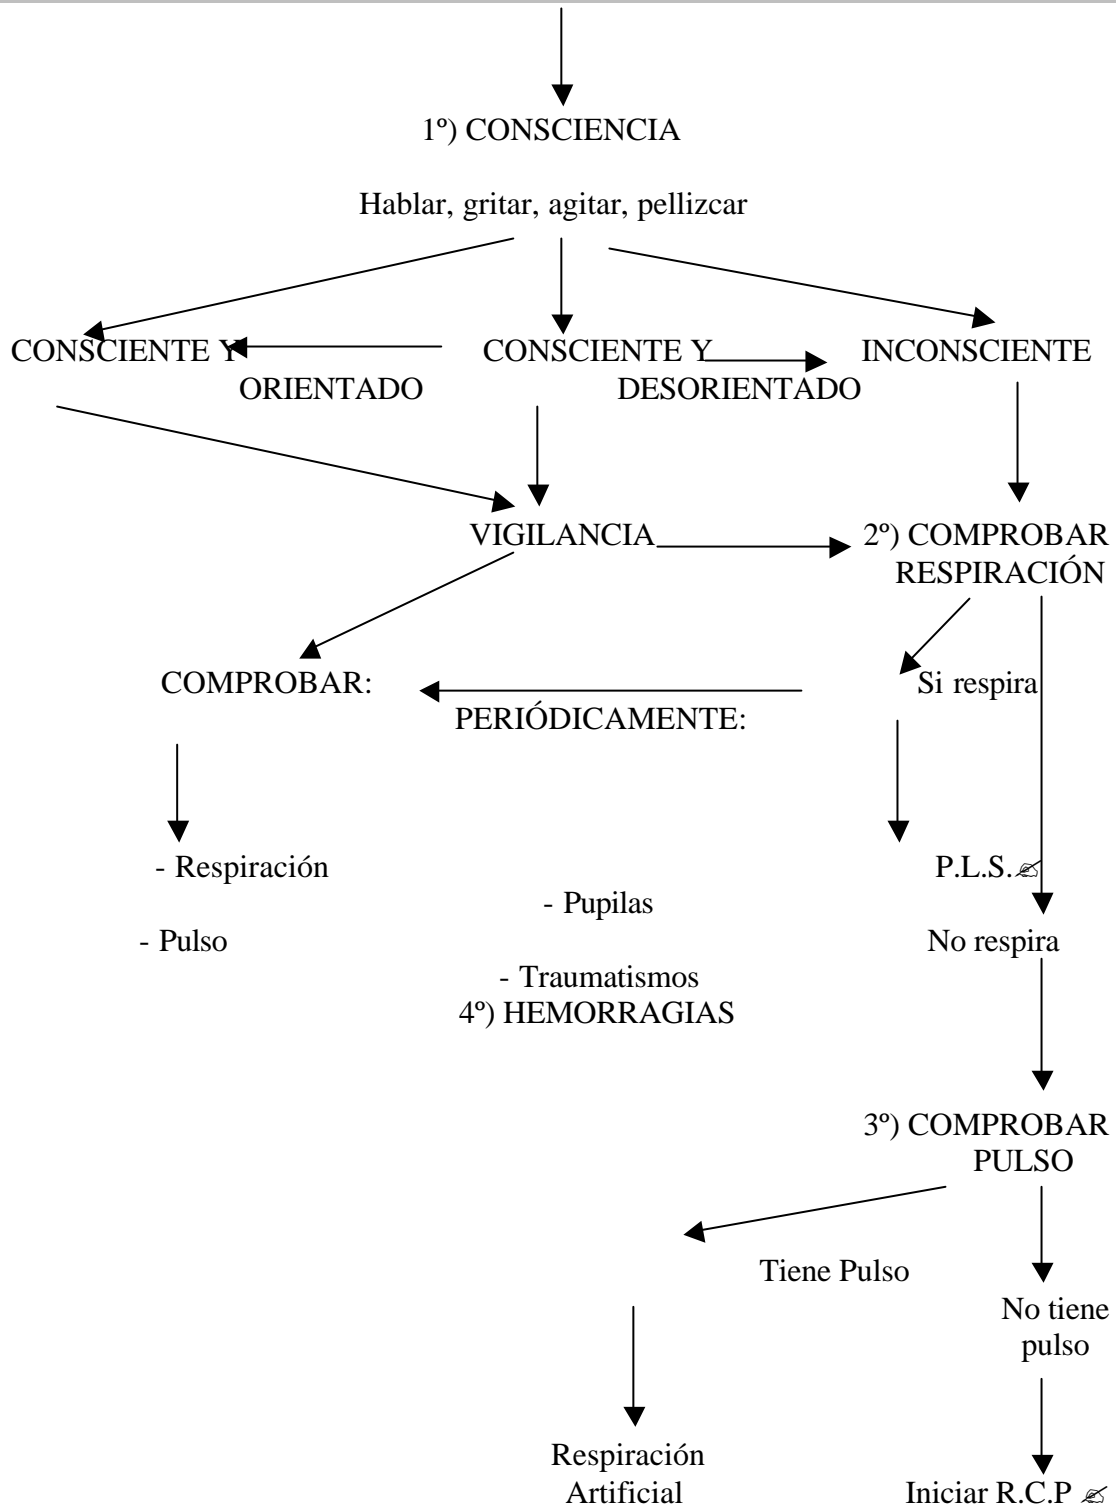 1º) CONSCIENCIA
Hablar, gritar, agitar, pellizcar
CONSCIENTE Y CONSCIENTE Y INCONSCIENTE
ORIENTADO DESORIENTADO
VIGILANCIA 2º) COMPROBAR
RESPIRACIÓN
COMPROBAR: Si respira
PERIÓDICAMENTE:
- Respiración P.L.S.
- Pupilas
- Pulso No respira
- Traumatismos
4º) HEMORRAGIAS
3º) COMPROBAR
PULSO
Tiene Pulso
No tiene
pulso
Respiración
Artificial Iniciar R.C.P